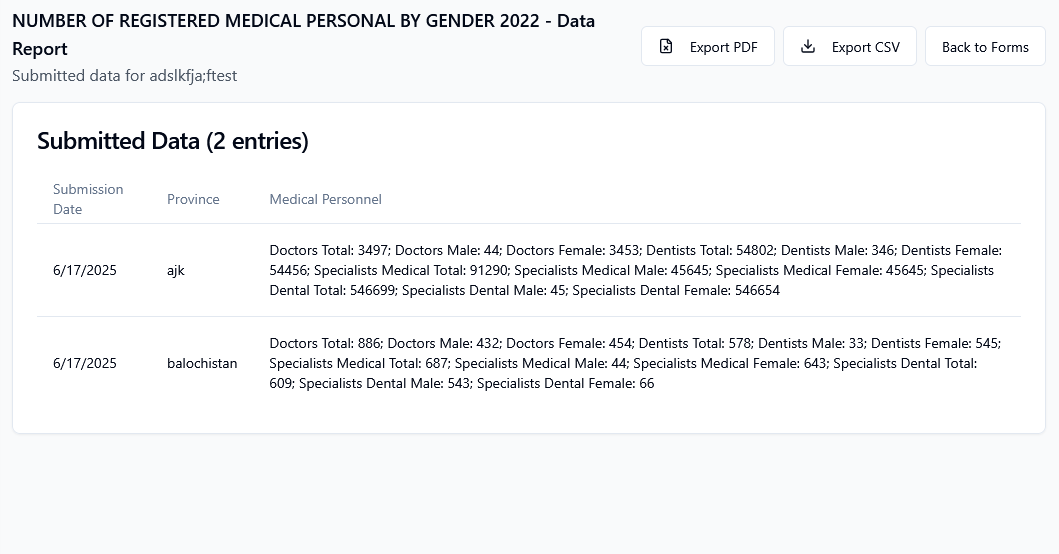 NUMBER OF REGISTERED MEDICAL PERSONAL BY GENDER 2022 - Data
Report
Submitted data for adslkfja;ftest
Export PDF
Export CSV
Back to Forms
Submitted Data (2 entries)
Submission
Date
Province
Medical Personnel
6/17/2025
ajk
Doctors Total: 3497; Doctors Male: 44; Doctors Female: 3453; Dentists Total: 54802; Dentists Male: 346; Dentists Female:
54456; Specialists Medical Total: 91290; Specialists Medical Male: 45645; Specialists Medical Female: 45645; Specialists
Dental Total: 546699; Specialists Dental Male: 45; Specialists Dental Female: 546654
6/17/2025
balochistan
Doctors Total: 886; Doctors Male: 432; Doctors Female: 454; Dentists Total: 578; Dentists Male: 33; Dentists Female: 545;
Specialists Medical Total: 687; Specialists Medical Male: 44; Specialists Medical Female: 643; Specialists Dental Total:
609; Specialists Dental Male: 543; Specialists Dental Female: 66